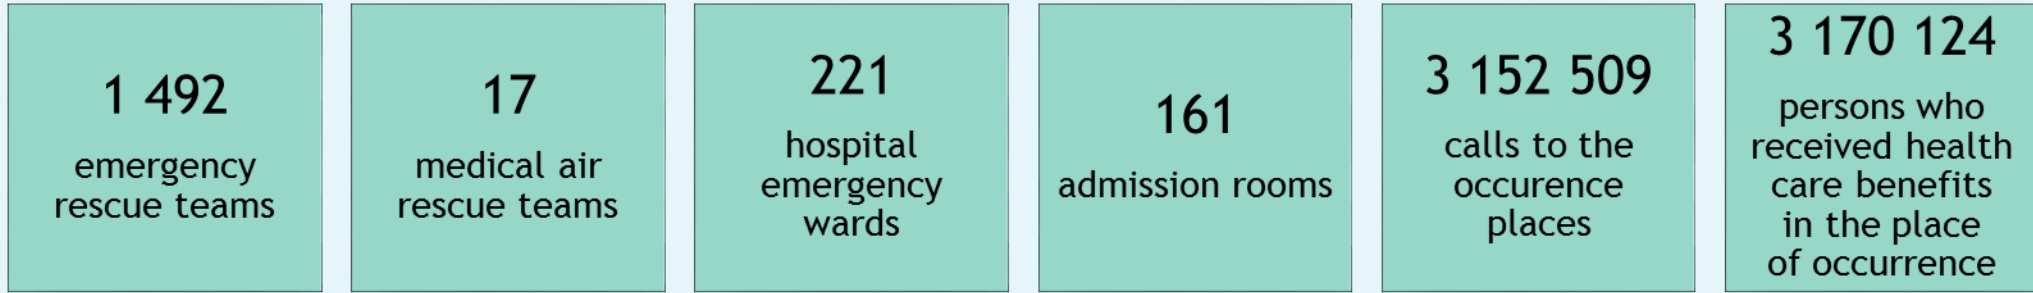 1 492
emergency
rescue teams
17
medical air
rescue teams
221
hospital
emergency
wards
161
admission rooms
3 152 509
calls to the
occurence
places
3 170 124
persons who
received health
care benefits
in the place
of occurrence